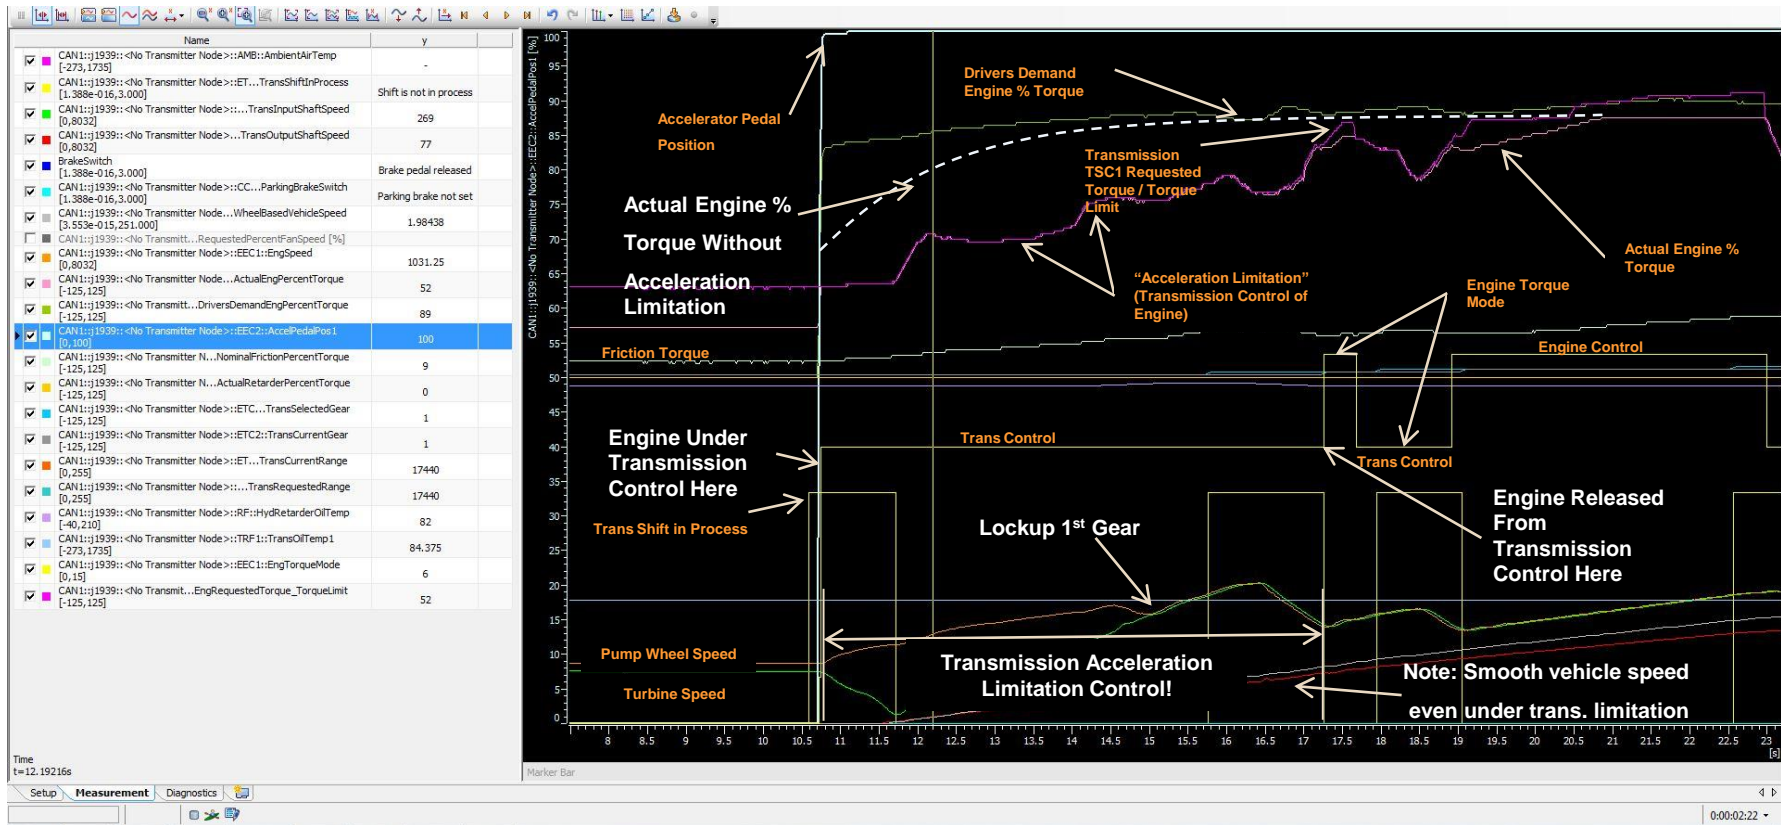 Name y
CAN1::j1939::<No Transmitter Node>::AMB::AmbientAirTemp
[-273,1735] -
CAN1::j1939::<No Transmitter Node>::ET...TransShiftInProcess
[1.388e-016,3.000] Shift is not in process
CAN1::j1939::<No Transmitter Node>::...TransInputShaftSpeed
[0,8032] 269
CAN1::j1939::<No Transmitter Node>...TransOutputShaftSpeed
[0,8032] 77
BrakeSwitch
[1.388e-016,3.000] Brake pedal released
CAN1::j1939::<No Transmitter Node>::CC...ParkingBrakeSwitch
[1.388e-016,3.000] Parking brake not set
CAN1::j1939::<No Transmitter Node...WheelBasedVehicleSpeed
[3.553e-015,251.000] 1.98438
CAN1::j1939::<No Transmitt...RequestedPercentFanSpeed [%]
CAN1::j1939::<No Transmitter Node>::EEC1::EngSpeed
[0,8032] 1031.25
CAN1::j1939::<No Transmitter Node>...ActualEngPercentTorque
[-125,125] 52
CAN1::j1939::<No Transmitt...DriversDemandEngPercentTorque
[-125,125] 89
CAN1::j1939::<No Transmitter Node>::EEC2::AccelPedalPos1
[0,100] 100
CAN1::j1939::<No Transmitter N...NominalFrictionPercentTorque
[-125,125] 9
CAN1::j1939::<No Transmitter N...ActualRetarderPercentTorque
[-125,125] 0
CAN1::j1939::<No Transmitter Node>::ETC...TransSelectedGear
[-125,125] 1
CAN1::j1939::<No Transmitter Node>::ETC2::TransCurrentGear
[-125,125] 1
CAN1::j1939::<No Transmitter Node>::ET...TransCurrentRange
[0,255] 17440
CAN1::j1939::<No Transmitter Node>::...TransRequestedRange
[0,255] 17440
CAN1::j1939::<No Transmitter Node>::RF::HydRetarderOilTemp
[-40,210] 82
CAN1::j1939::<No Transmitter Node>::TRF1::TransOilTemp1
[-273,1735] 84.375
CAN1::j1939::<No Transmitter Node>::EEC1::EngTorqueMode
[0,15] 6
CAN1::j1939::<No Transmit...EngRequestedTorque_TorqueLimit
[-125,125] 52
Time
t=12.19216s
CAN1::j1939::<No Transmitter Node>::EEC2::AccelPedalPos1 [%]
100
95
90
85
80
75
70
65
60
55
50
45
40
35
30
25
20
15
10
5
0
Accelerator Pedal
Position
Drivers Demand
Engine % Torque
Transmission
TSC1 Requested
Torque / Torque
Limit
Actual Engine %
Torque Without
Acceleration
Limitation
"Acceleration Limitation"
(Transmission Control of
Engine)
Actual Engine %
Torque
Engine Torque
Mode
Friction Torque
Engine Control
Engine Under
Transmission
Control Here
Trans Control
Trans Control
Trans Shift in Process
Lockup 1st Gear
Engine Released
From
Transmission
Control Here
Pump Wheel Speed
Turbine Speed
Transmission Acceleration
Limitation Control!
Note: Smooth vehicle speed
even under trans. limitation
8 8.5 9 9.5 10 10.5 11 11.5 12 12.5 13 13.5 14 14.5 15 15.5 16 16.5 17 17.5 18 18.5 19 19.5 20 20.5 21 21.5 22 22.5 23
[s]
Marker Bar
Setup Measurement Diagnostics
0:00:02:22